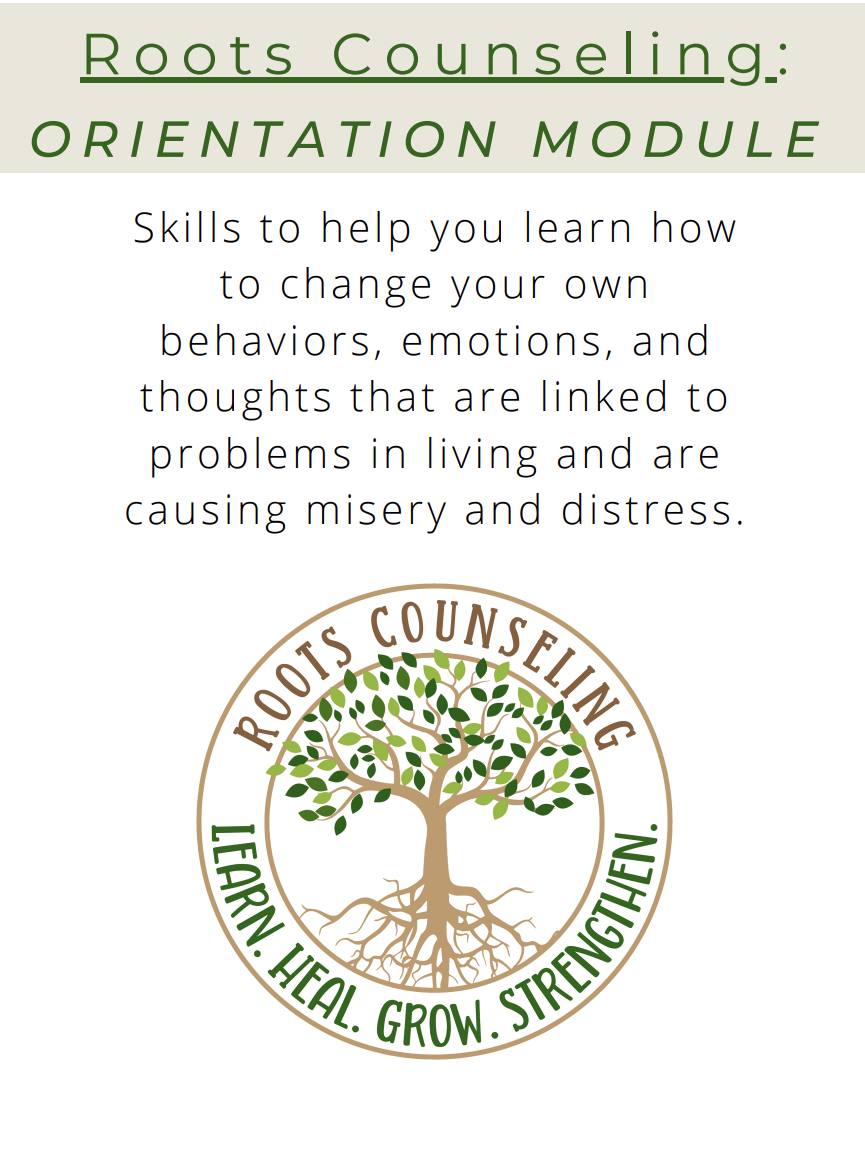 Roots Counseling:
ORIENTATION MODULE
Skills to help you learn how
to change your own
behaviors, emotions, and
thoughts that are linked to
problems in living and are
causing misery and distress.
ROOTS COUNSELING
LEARN. HEAL. GROW. STRENGTHEN.